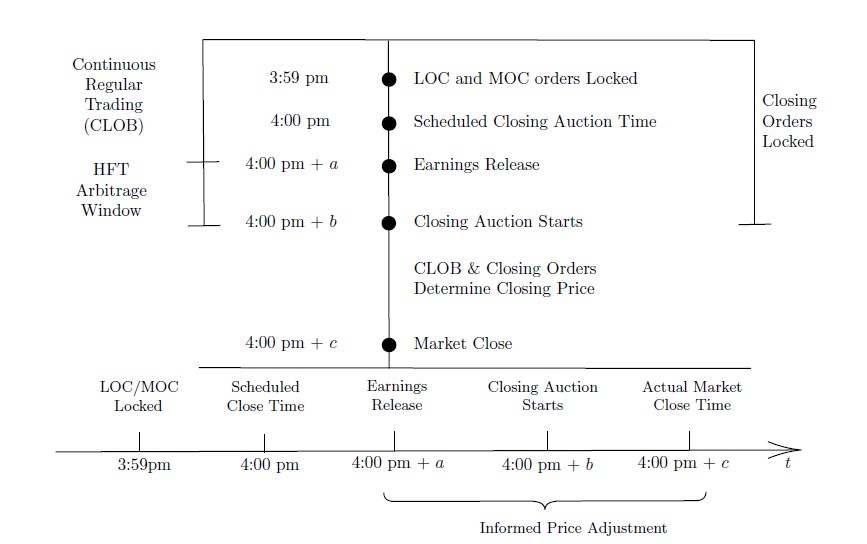 Continuous
Regular
Trading
(CLOB)
HFT
Arbitrage
Window
3:59 pm
LOC and MOC orders Locked
4:00 pm
Scheduled Closing Auction Time
4:00 pm + a
Earnings Release
4:00 pm + b
Closing Auction Starts
CLOB & Closing Orders
Determine Closing Price
4:00 pm + c
Market Close
Closing
Orders
Locked
LOC/MOC
Locked
Scheduled
Close Time
Earnings
Release
Closing Auction
Starts
Actual Market
Close Time
3:59pm
4:00 pm
4:00 pm + a
4:00 pm + b
4:00 pm + c
t
Informed Price Adjustment